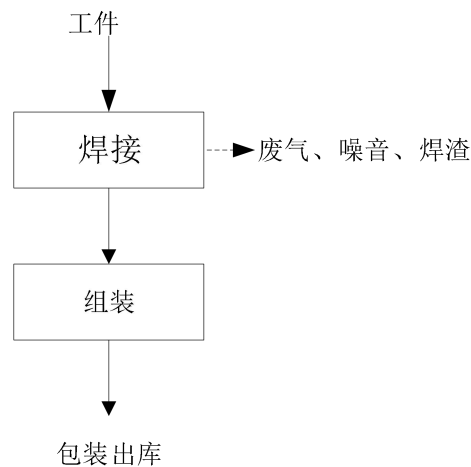 工件
焊接
废气、噪音、焊渣
组装
包装出库